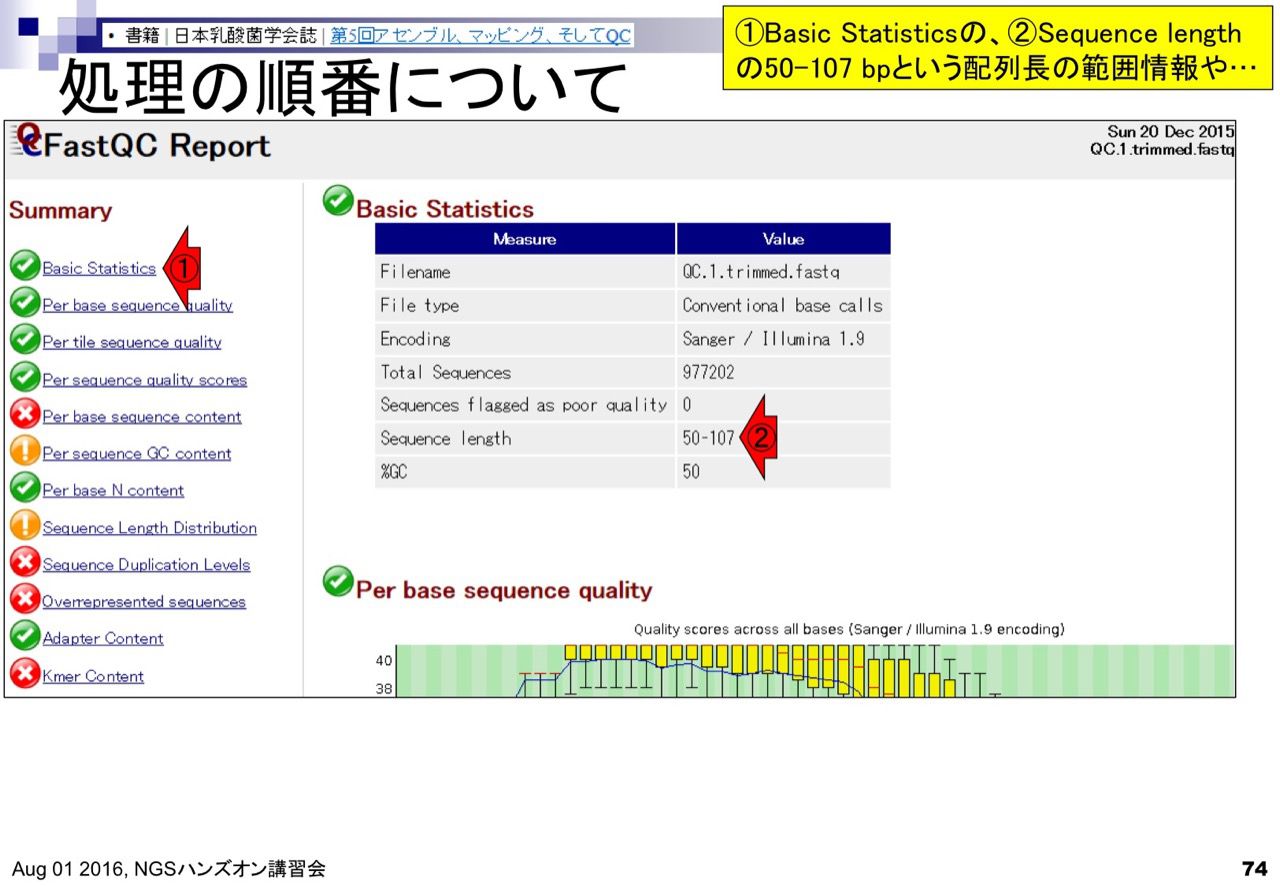 ・ 書籍 | 日本乳酸菌学会誌 | 第5回アセンブル、マッピング、そしてQC
①Basic Statisticsの、②Sequence length
の50-107 bpという配列長の範囲情報や…
処理の順番について
FastQC Report
Sun 20 Dec 2015
QC.1.trimmed.fastq
Summary
Basic Statistics
①
Per base sequence quality
Per tile sequence quality
Per sequence quality scores
Per base sequence content
Per sequence GC content
Per base N content
Sequence Length Distribution
Sequence Duplication Levels
Overrepresented sequences
Adapter Content
Kmer Content
Basic Statistics
Measure Value
Filename QC.1.trimmed.fastq
File type Conventional base calls
Encoding Sanger / Illumina 1.9
Total Sequences 977202
Sequences flagged as poor quality 0
Sequence length 50-107 ②
%GC 50
Per base sequence quality
Quality scores across all bases (Sanger / Illumina 1.9 encoding)
40
38
Aug 01 2016, NGSハンズオン講習会
74